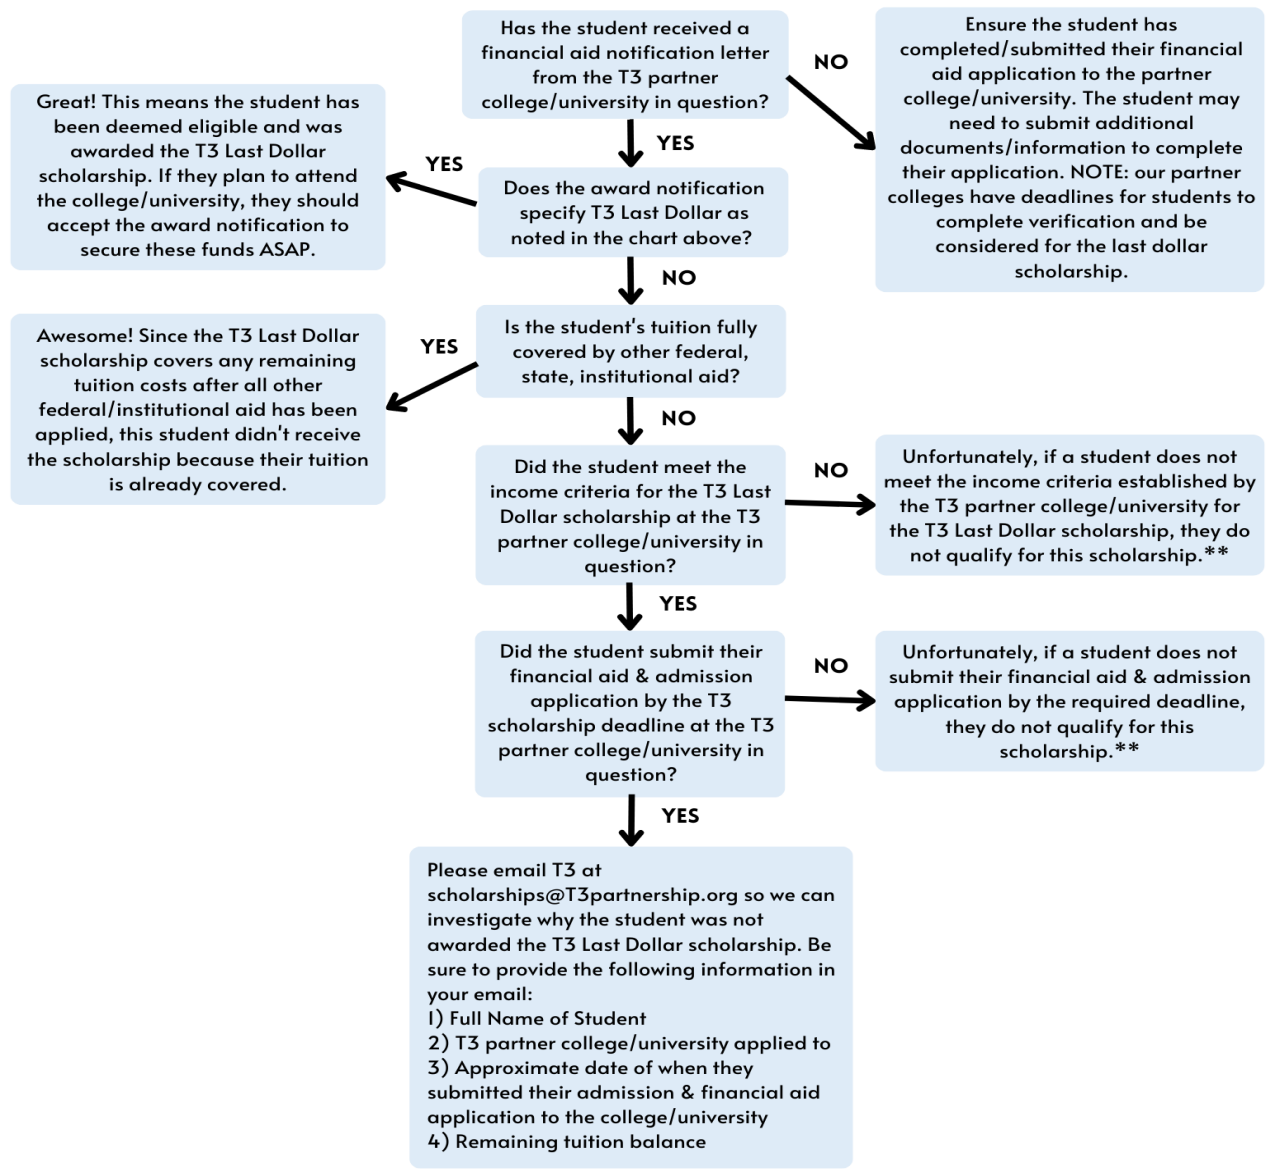 Has the student received a
financial aid notification letter
from the T3 partner
college/university in question?
NO
Ensure the student has
completed/submitted their financial
aid application to the partner
college/university. The student may
need to submit additional
documents/information to complete
their application. NOTE: our partner
colleges have deadlines for students to
complete verification and be
considered for the last dollar
scholarship.
YES
Does the award notification
specify T3 Last Dollar as
noted in the chart above?
YES
Great! This means the student has
been deemed eligible and was
awarded the T3 Last Dollar
scholarship. If they plan to attend
the college/university, they should
accept the award notification to
secure these funds ASAP.
NO
Is the student's tuition fully
covered by other federal,
state, institutional aid?
YES
Awesome! Since the T3 Last Dollar
scholarship covers any remaining
tuition costs after all other
federal/institutional aid has been
applied, this student didn't receive
the scholarship because their tuition
is already covered.
NO
Did the student meet the
income criteria for the T3 Last
Dollar scholarship at the T3
partner college/university in
question?
NO
Unfortunately, if a student does not
meet the income criteria established by
the T3 partner college/university for
the T3 Last Dollar scholarship, they do
not qualify for this scholarship.**
YES
Did the student submit their
financial aid & admission
application by the T3
scholarship deadline at the T3
partner college/university in
question?
NO
Unfortunately, if a student does not
submit their financial aid & admission
application by the required deadline,
they do not qualify for this
scholarship.**
YES
Please email T3 at
scholarships@T3partnership.org so we can
investigate why the student was not
awarded the T3 Last Dollar scholarship. Be
sure to provide the following information in
your email:
1) Full Name of Student
2) T3 partner college/university applied to
3) Approximate date of when they
submitted their admission & financial aid
application to the college/university
4) Remaining tuition balance